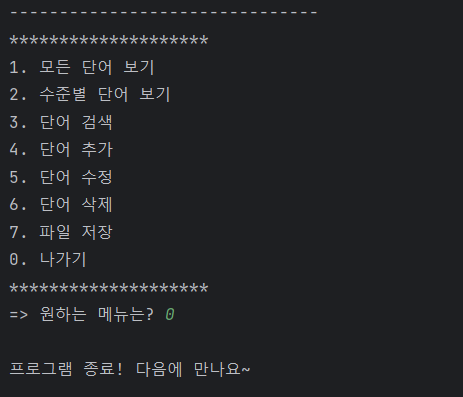 -------------------------------
********************
1. 모든 단어 보기
2. 수준별 단어 보기
3. 단어 검색
4. 단어 추가
5. 단어 수정
6. 단어 삭제
7. 파일 저장
0. 나가기
********************
=> 원하는 메뉴는? 0
프로그램 종료! 다음에 만나요~